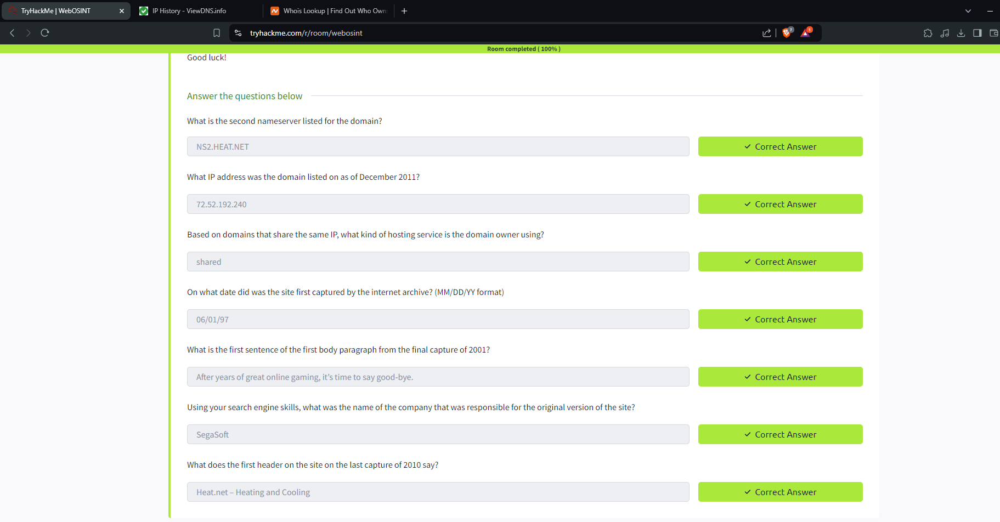 TryHackMe | WebOSINT
IP History - ViewDNS.info
Whois Lookup | Find Out Who Own
tryhackme.com/r/room/webosint
7
1
Room completed ( 100% )
Good luck!
Answer the questions below
What is the second nameserver listed for the domain?
NS2.HEAT.NET
Correct Answer
What IP address was the domain listed on as of December 2011?
72.52.192.240
Correct Answer
Based on domains that share the same IP, what kind of hosting service is the domain owner using?
shared
Correct Answer
On what date did was the site first captured by the internet archive? (MM/DD/YY format)
06/01/97
Correct Answer
What is the first sentence of the first body paragraph from the final capture of 2001?
After years of great online gaming, it’s time to say good-bye.
Correct Answer
Using your search engine skills, what was the name of the company that was responsible for the original version of the site?
SegaSoft
Correct Answer
What does the first header on the site on the last capture of 2010 say?
Heat.net – Heating and Cooling
Correct Answer